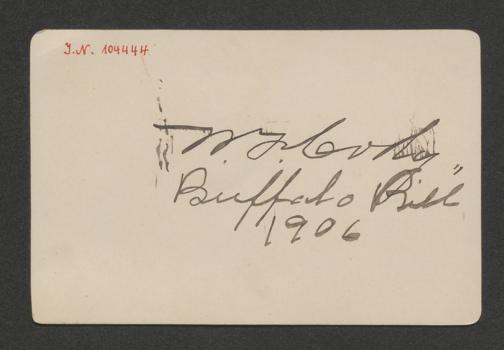 J.N. 104444
W. F. Cody
Buffalo Bill"
1906